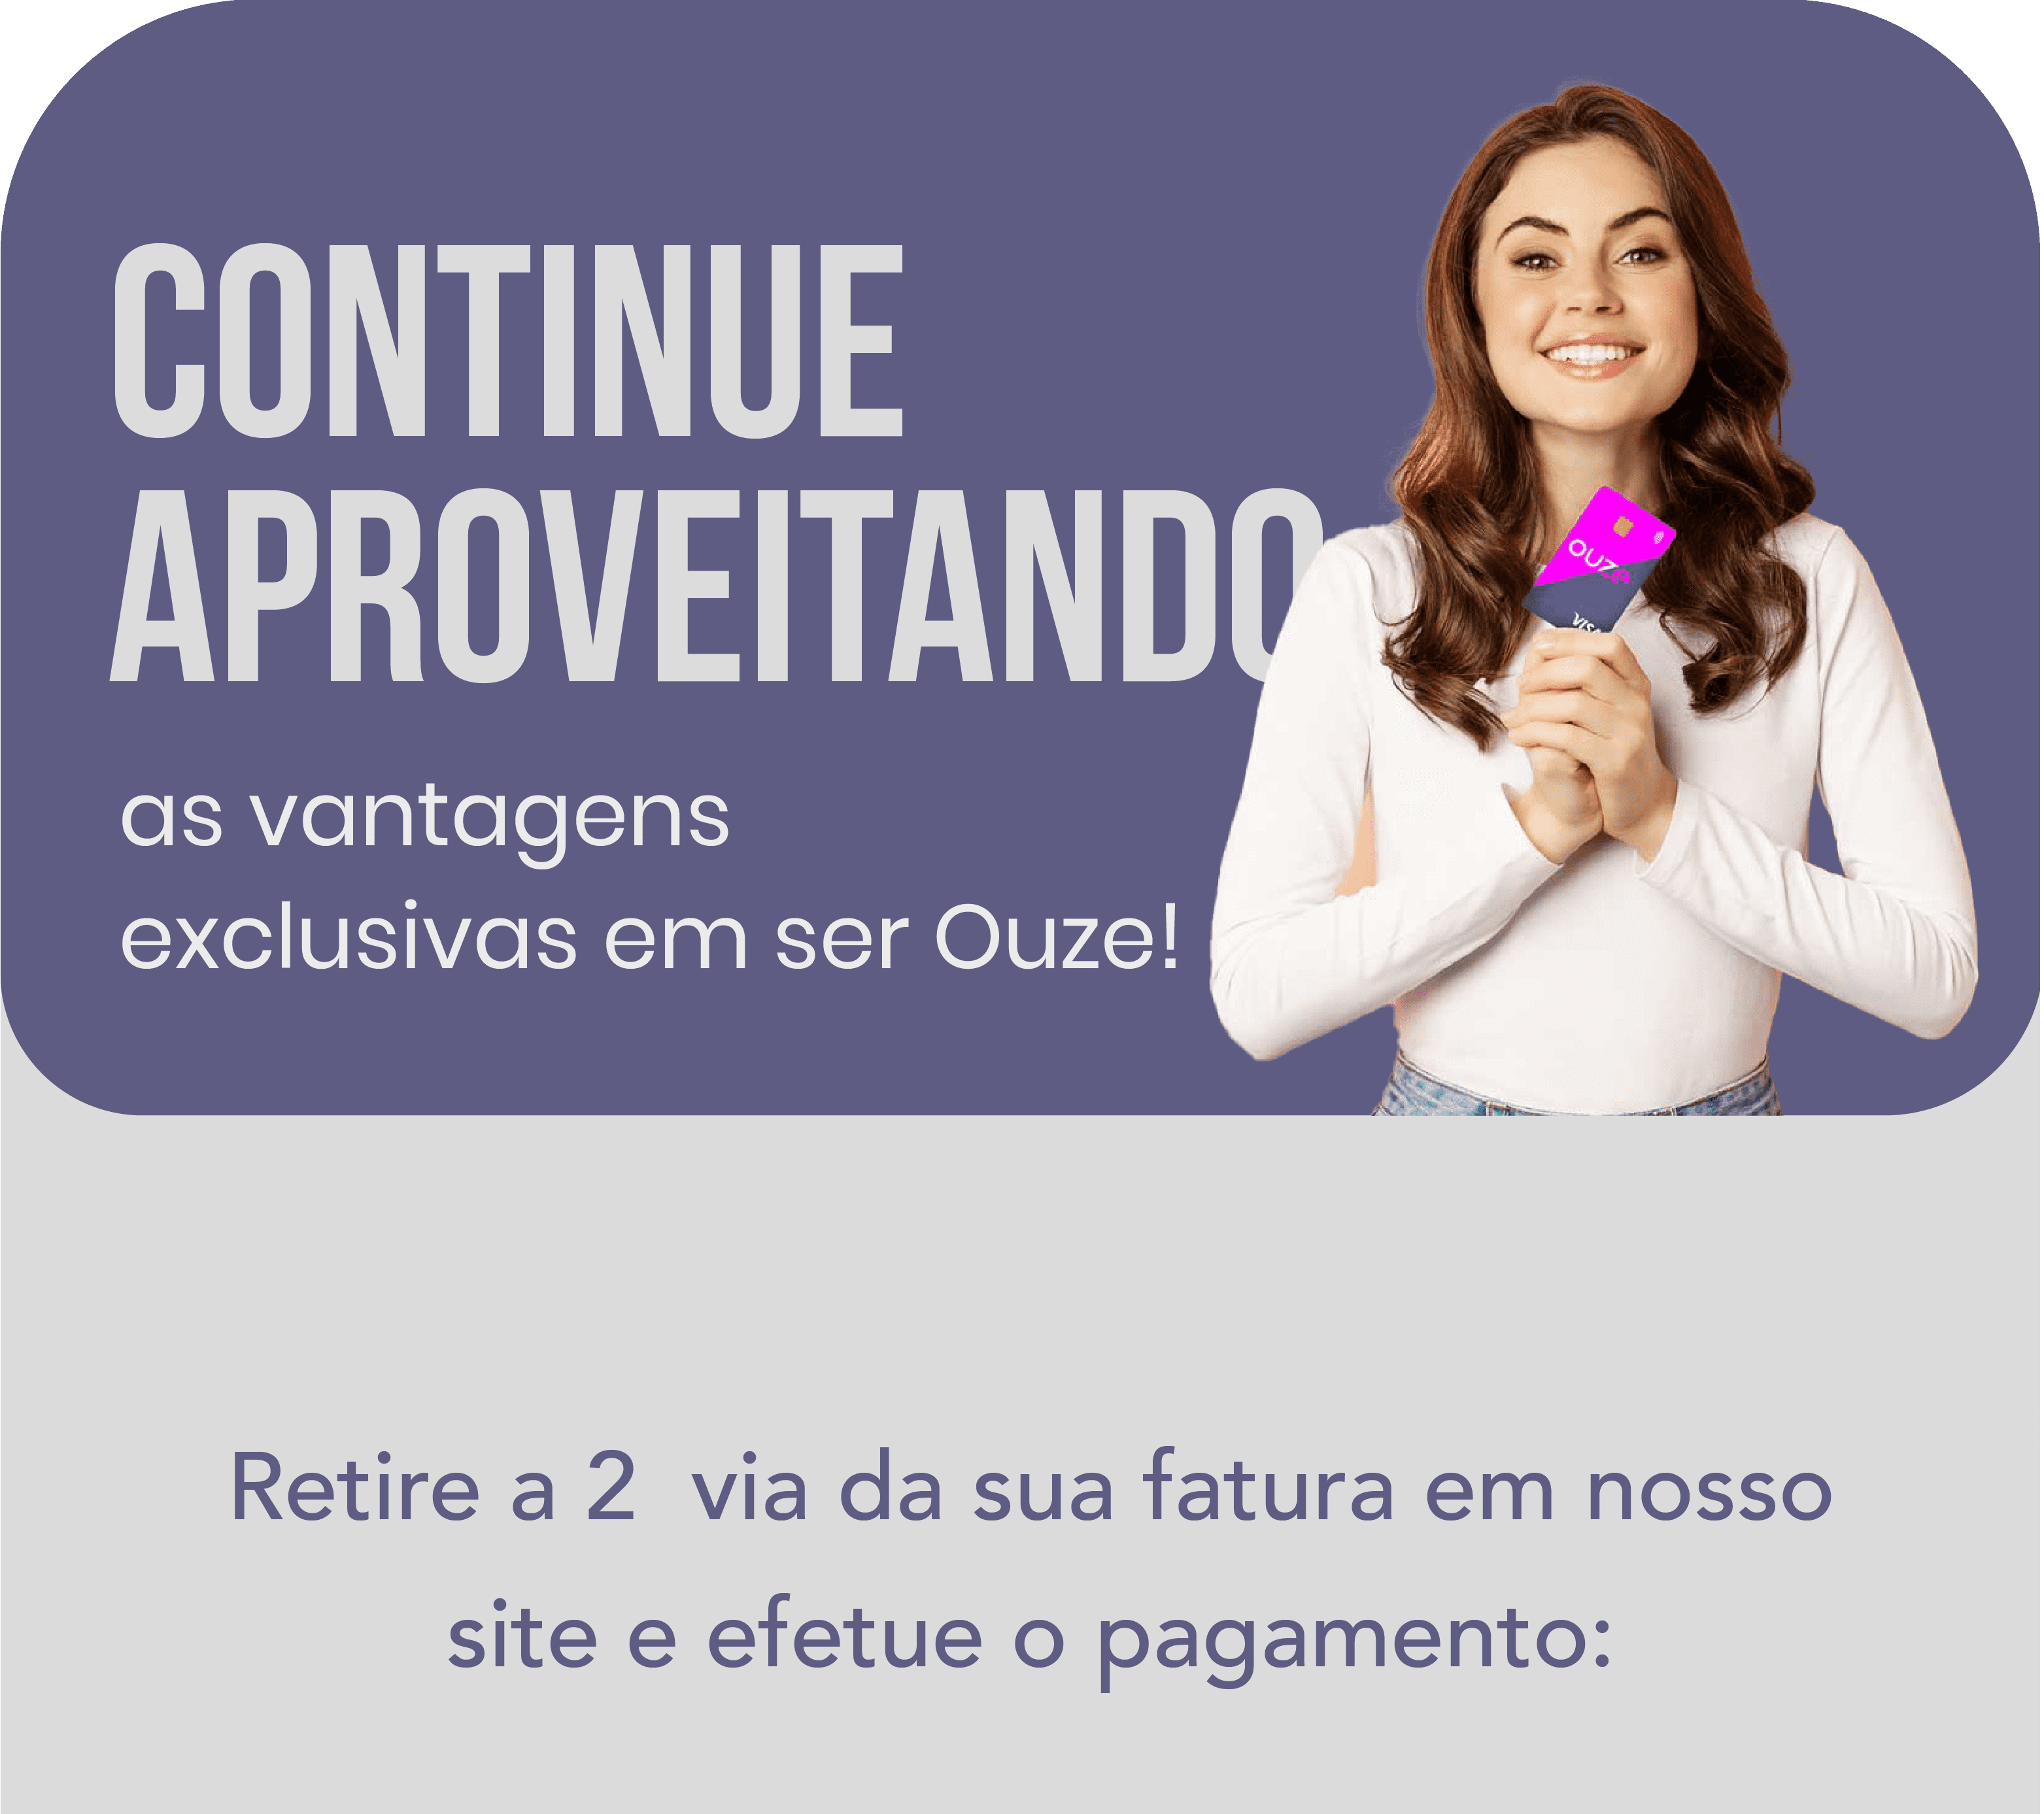 CONTINUE
APROVEITANDO
as vantagens
exclusivas em ser Ouze!
ouze
VISA
Retire a 2 via da sua fatura em nosso
site e efetue o pagamento: